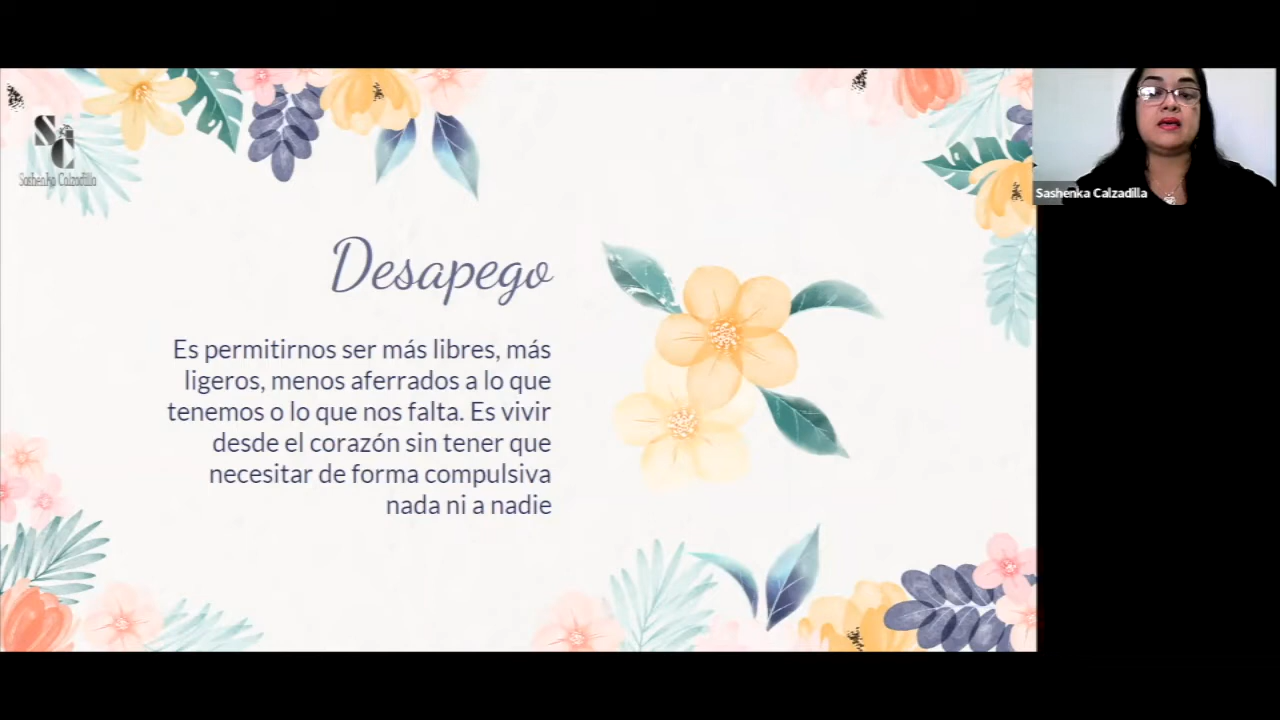 SC
Sashenka Calzadilla
Desapego
Es permitirnos ser más libres, más
ligeros, menos aferrados a lo que
tenemos o lo que nos falta. Es vivir
desde el corazón sin tener que
necesitar de forma compulsiva
nada ni a nadie
Sashenka Calzadilla